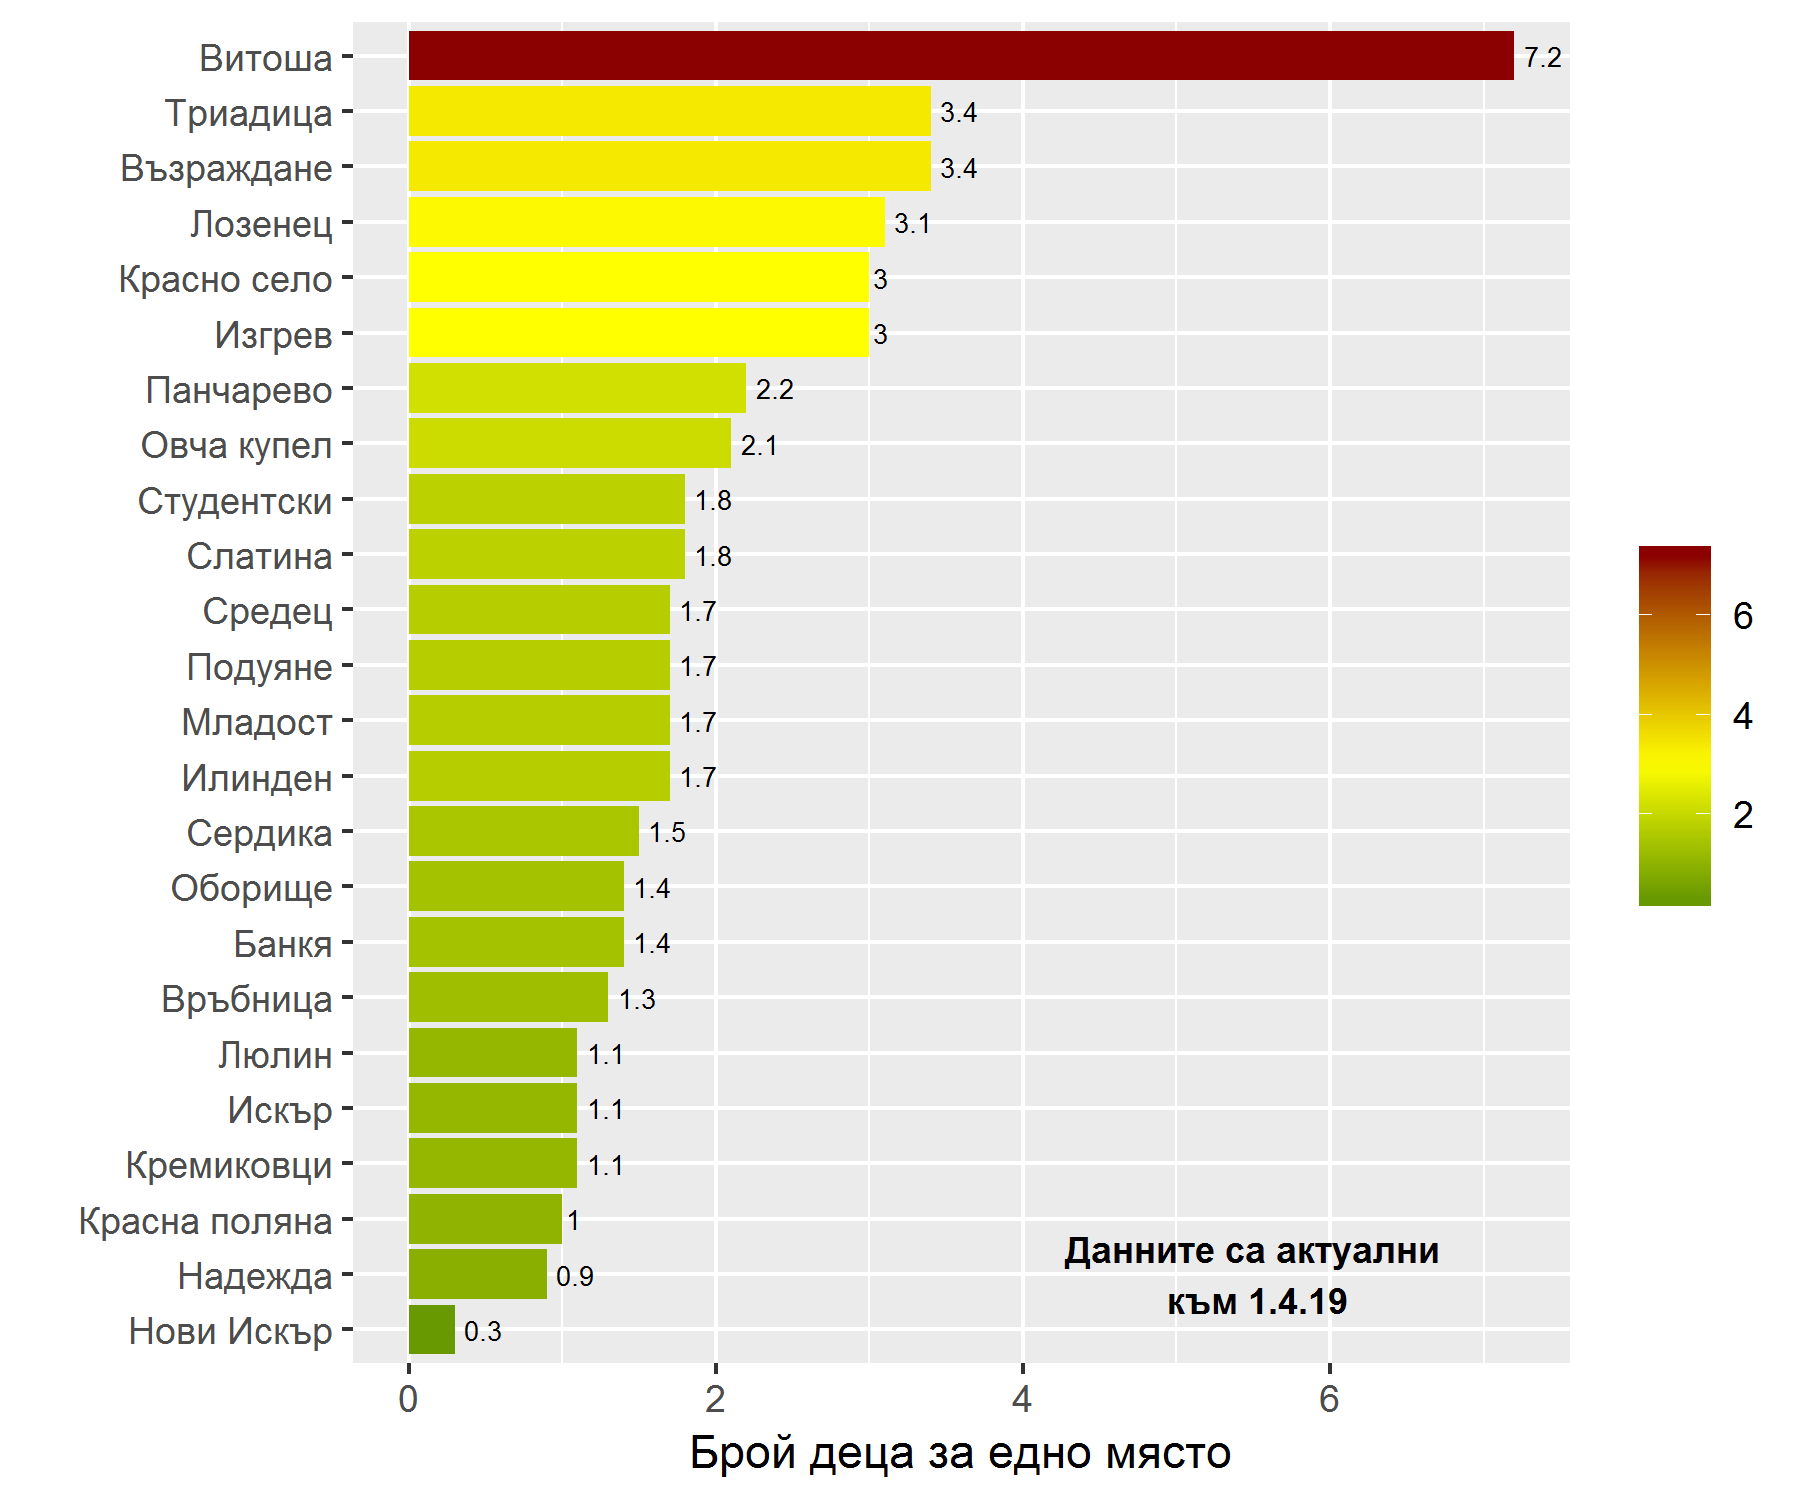 Витоша 7.2
Триадица 3.4
Възраждане 3.4
Лозенец 3.1
Красно село 3
Изгрев 3
Панчарево 2.2
Овча купел 2.1
Студентски 1.8
Слатина 1.8
Средец 1.7
Подуяне 1.7
Младост 1.7
Илинден 1.7
Сердика 1.5
Оборище 1.4
Банкя 1.4
Връбница 1.3
Люлин 1.1
Искър 1.1
Кремиковци 1.1
Красна поляна 1
Надежда 0.9
Нови Искър 0.3
Данните са актуални
към 1.4.19
0 2 4 6
Брой деца за едно място
6
4
2